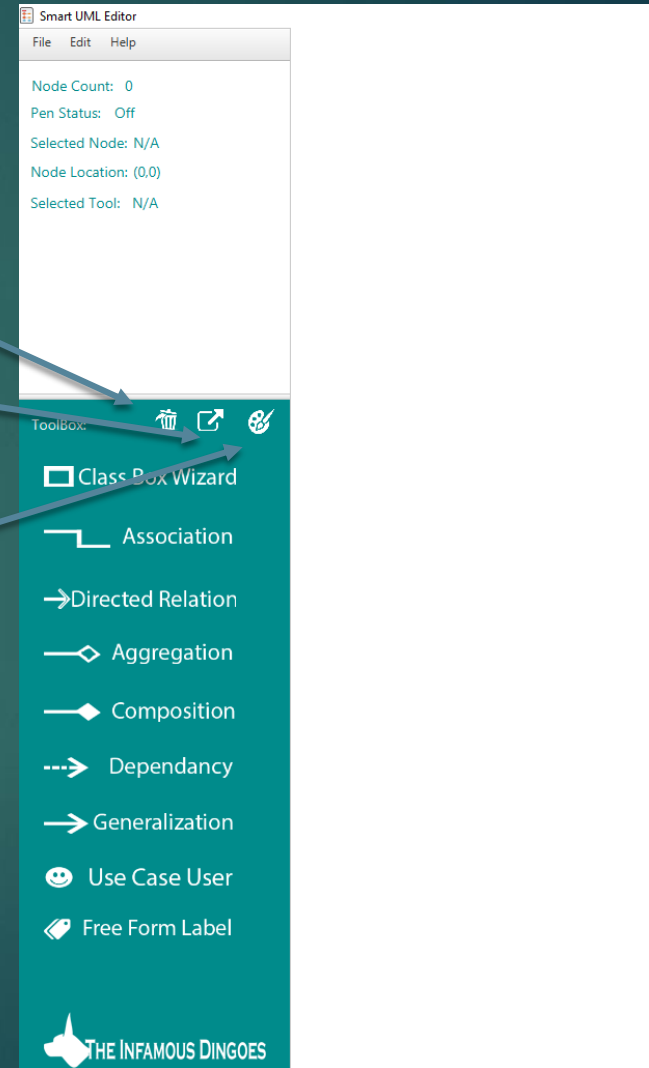 Smart UML Editor
File Edit Help
Node Count: 0
Pen Status: Off
Selected Node: N/A
Node Location: (0,0)
Selected Tool: N/A
ToolBox:
Class Box Wizard
Association
Directed Relation
Aggregation
Composition
Dependancy
Generalization
Use Case User
Free Form Label
THE INFAMOUS DINGOES